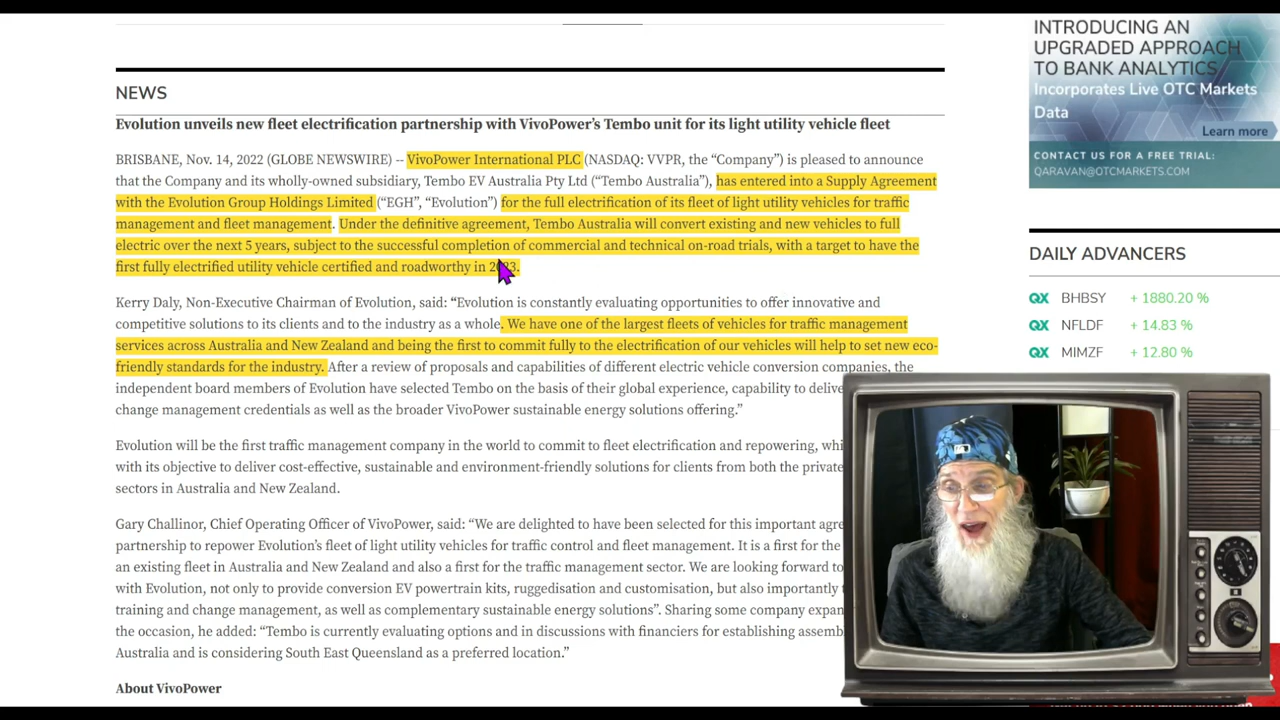 NEWS
Evolution unveils new fleet electrification partnership with VivoPower’s Tembo unit for its light utility vehicle fleet
BRISBANE, Nov. 14, 2022 (GLOBE NEWSWIRE) -- VivoPower International PLC (NASDAQ: VVPR, the “Company”) is pleased to announce
that the Company and its wholly-owned subsidiary, Tembo EV Australia Pty Ltd (“Tembo Australia”), has entered into a Supply Agreement
with the Evolution Group Holdings Limited (“EGH”, “Evolution”) for the full electrification of its fleet of light utility vehicles for traffic
management and fleet management. Under the definitive agreement, Tembo Australia will convert existing and new vehicles to full
electric over the next 5 years, subject to the successful completion of commercial and technical on-road trials, with a target to have the
first fully electrified utility vehicle certified and roadworthy in 2023.
Kerry Daly, Non-Executive Chairman of Evolution, said: “Evolution is constantly evaluating opportunities to offer innovative and
competitive solutions to its clients and to the industry as a whole. We have one of the largest fleets of vehicles for traffic management
services across Australia and New Zealand and being the first to commit fully to the electrification of our vehicles will help to set new eco-
friendly standards for the industry. After a review of proposals and capabilities of different electric vehicle conversion companies, the
independent board members of Evolution have selected Tembo on the basis of their global experience, capability to
change management credentials as well as the broader VivoPower sustainable energy solutions offering.”
Evolution will be the first traffic management company in the world to commit to fleet electrification and repowering,
with its objective to deliver cost-effective, sustainable and environment-friendly solutions for clients from both the private
sectors in Australia and New Zealand.
Gary Challinor, Chief Operating Officer of VivoPower, said: “We are delighted to have been selected for this important
partnership to repower Evolution’s fleet of light utility vehicles for traffic control and fleet management. It is a first for the
an existing fleet in Australia and New Zealand and also a first for the traffic management sector. We are looking forward to
with Evolution, not only to provide conversion EV powertrain kits, ruggedisation and customisation, but also importantly
training and change management, as well as complementary sustainable energy solutions”. Sharing some company
the occasion, he added: “Tembo is currently evaluating options and in discussions with financiers for establishing
Australia and is considering South East Queensland as a preferred location.”
About VivoPower
INTRODUCING AN
UPGRADED APPROACH
TO BANK ANALYTICS
Incorporates Live OTC Markets
Data
Learn more
CONTACT US FOR A FREE TRIAL:
QARAVAN@OTCMARKETS.COM
DAILY ADVANCERS
QX BHBSY + 1880.20 %
QX NFLDF + 14.83 %
QX MIMZF + 12.80 %